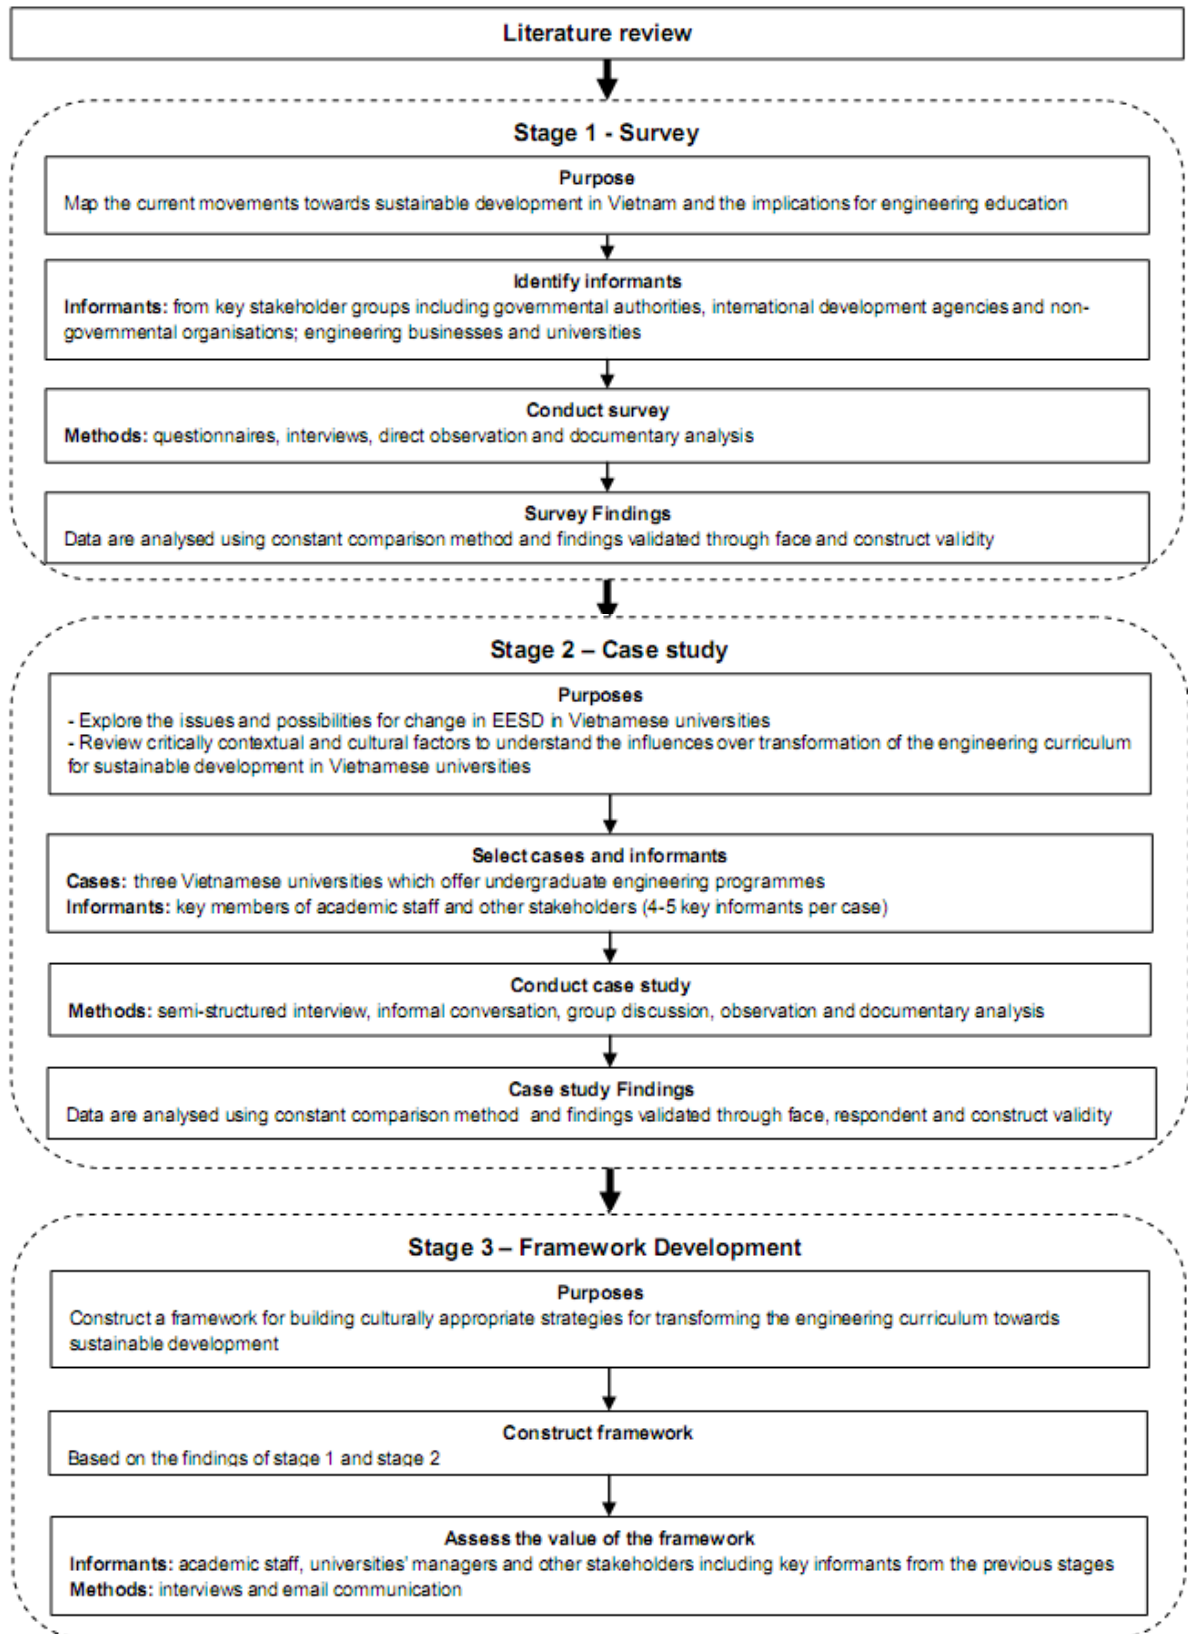 Literature review
Stage 1 - Survey
Purpose
Map the current movements towards sustainable development in Vietnam and the implications for engineering education
Identify informants
Informants: from key stakeholder groups including governmental authorities, international development agencies and non-
governmental organisations; engineering businesses and universities
Conduct survey
Methods: questionnaires, interviews, direct observation and documentary analysis
Survey Findings
Data are analysed using constant comparison method and findings validated through face and construct validity
Stage 2 – Case study
Purposes
- Explore the issues and possibilities for change in EESD in Vietnamese universities
- Review critically contextual and cultural factors to understand the influences over transformation of the engineering curriculum
for sustainable development in Vietnamese universities
Select cases and informants
Cases: three Vietnamese universities which offer undergraduate engineering programmes
Informants: key members of academic staff and other stakeholders (4-5 key informants per case)
Conduct case study
Methods: semi-structured interview, informal conversation, group discussion, observation and documentary analysis
Case study Findings
Data are analysed using constant comparison method and findings validated through face, respondent and construct validity
Stage 3 – Framework Development
Purposes
Construct a framework for building culturally appropriate strategies for transforming the engineering curriculum towards
sustainable development
Construct framework
Based on the findings of stage 1 and stage 2
Assess the value of the framework
Informants: academic staff, universities' managers and other stakeholders including key informants from the previous stages
Methods: interviews and email communication